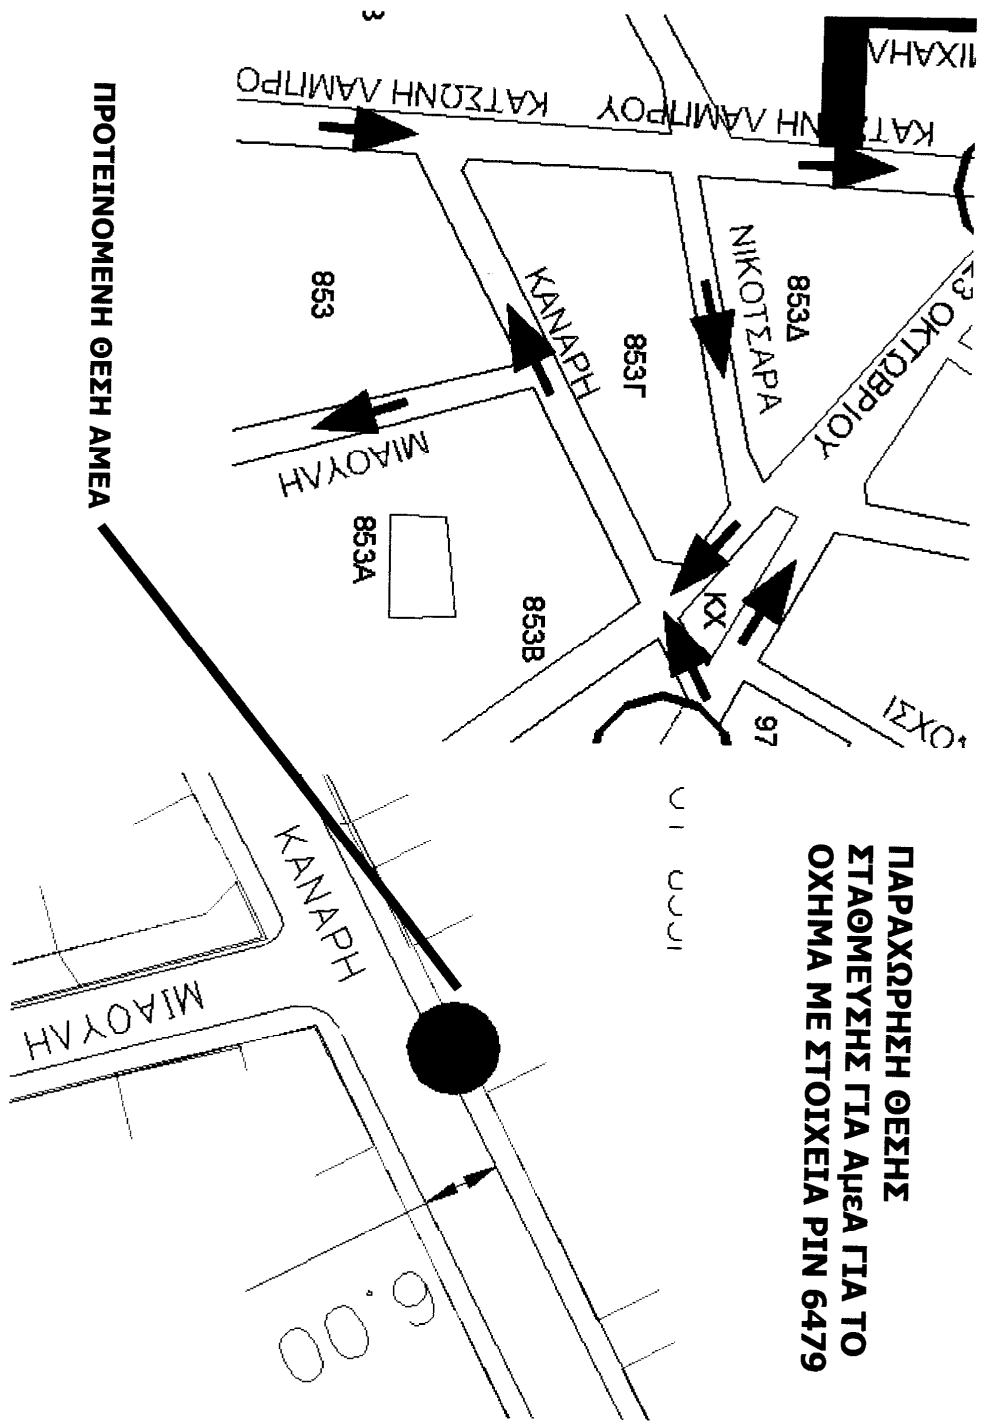 ΠΑΡΑΧΩΡΗΣΗ ΘΕΣΗΣ
ΣΤΑΘΜΕΥΣΗΣ ΓΙΑ ΑμεΑ ΓΙΑ ΤΟ
ΟΧΗΜΑ ΜΕ ΣΤΟΙΧΕΙΑ ΡΙΝ 6479
ΠΡΟΤΕΙΝΟΜΕΝΗ ΘΕΣΗ ΑΜΕΑ
ΚΑΤΣΩΝΗ ΛΑΜΠΡΟ
ΛΑΜΠΡΟΥ
ΝΙΚΟΤΣΑΡΑ
23 ΟΚΤΩΒΡΙΟΥ
ΚΑΝΑΡΗ
ΜΙΑΟΥΛΗ
853
853Γ
853Δ
853Α
853Β
ΚΧ
97
ΚΑΝΑΡΗ
ΜΙΑΟΥΛΗ
6.00